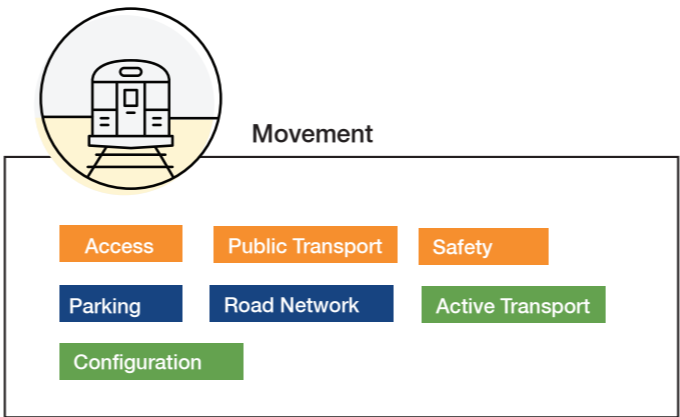 Movement
Access
Public Transport
Safety
Parking
Road Network
Active Transport
Configuration